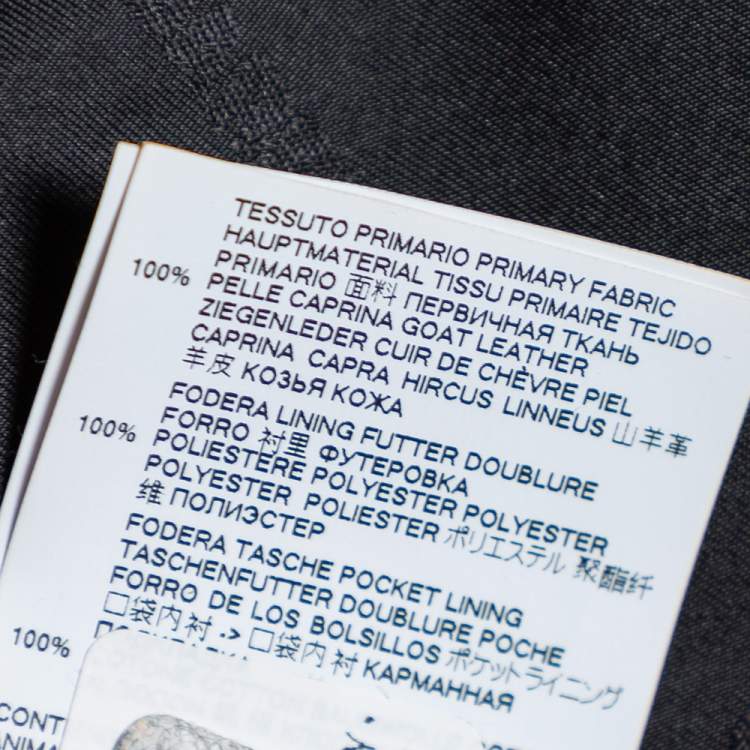 TESSUTO PRIMARIO PRIMARY FABRIC
HAUPTMATERIAL TISSU PRIMAIRE TEJIDO
PRIMARIO 面料 ПЕРВИЧНАЯ ТКАНЬ
100% PELLE CAPRINA GOAT LEATHER
ZIEGENLEDER CUIR DE CHÈVRE PIEL
CAPRINA CAPRA HIRCUS LINNEUS 山羊革
羊皮 КОЗЬЯ КОЖА
FODERA LINING FUTTER DOUBLURE
FORRO 衬里 ФУТЕРОВКА
100% POLIESTERE POLYESTER POLYESTER
POLYESTER POLIESTER ポリエステル 聚酯纤
维 ПОЛИЭСТЕР
FODERA TASCHE POCKET LINING
TASCHENFUTTER DOUBLURE POCHE
FORRO DE LOS BOLSILLOS ポケットライニング
口袋内衬 -> 口袋内衬 КАРМАННАЯ
100%
CONT